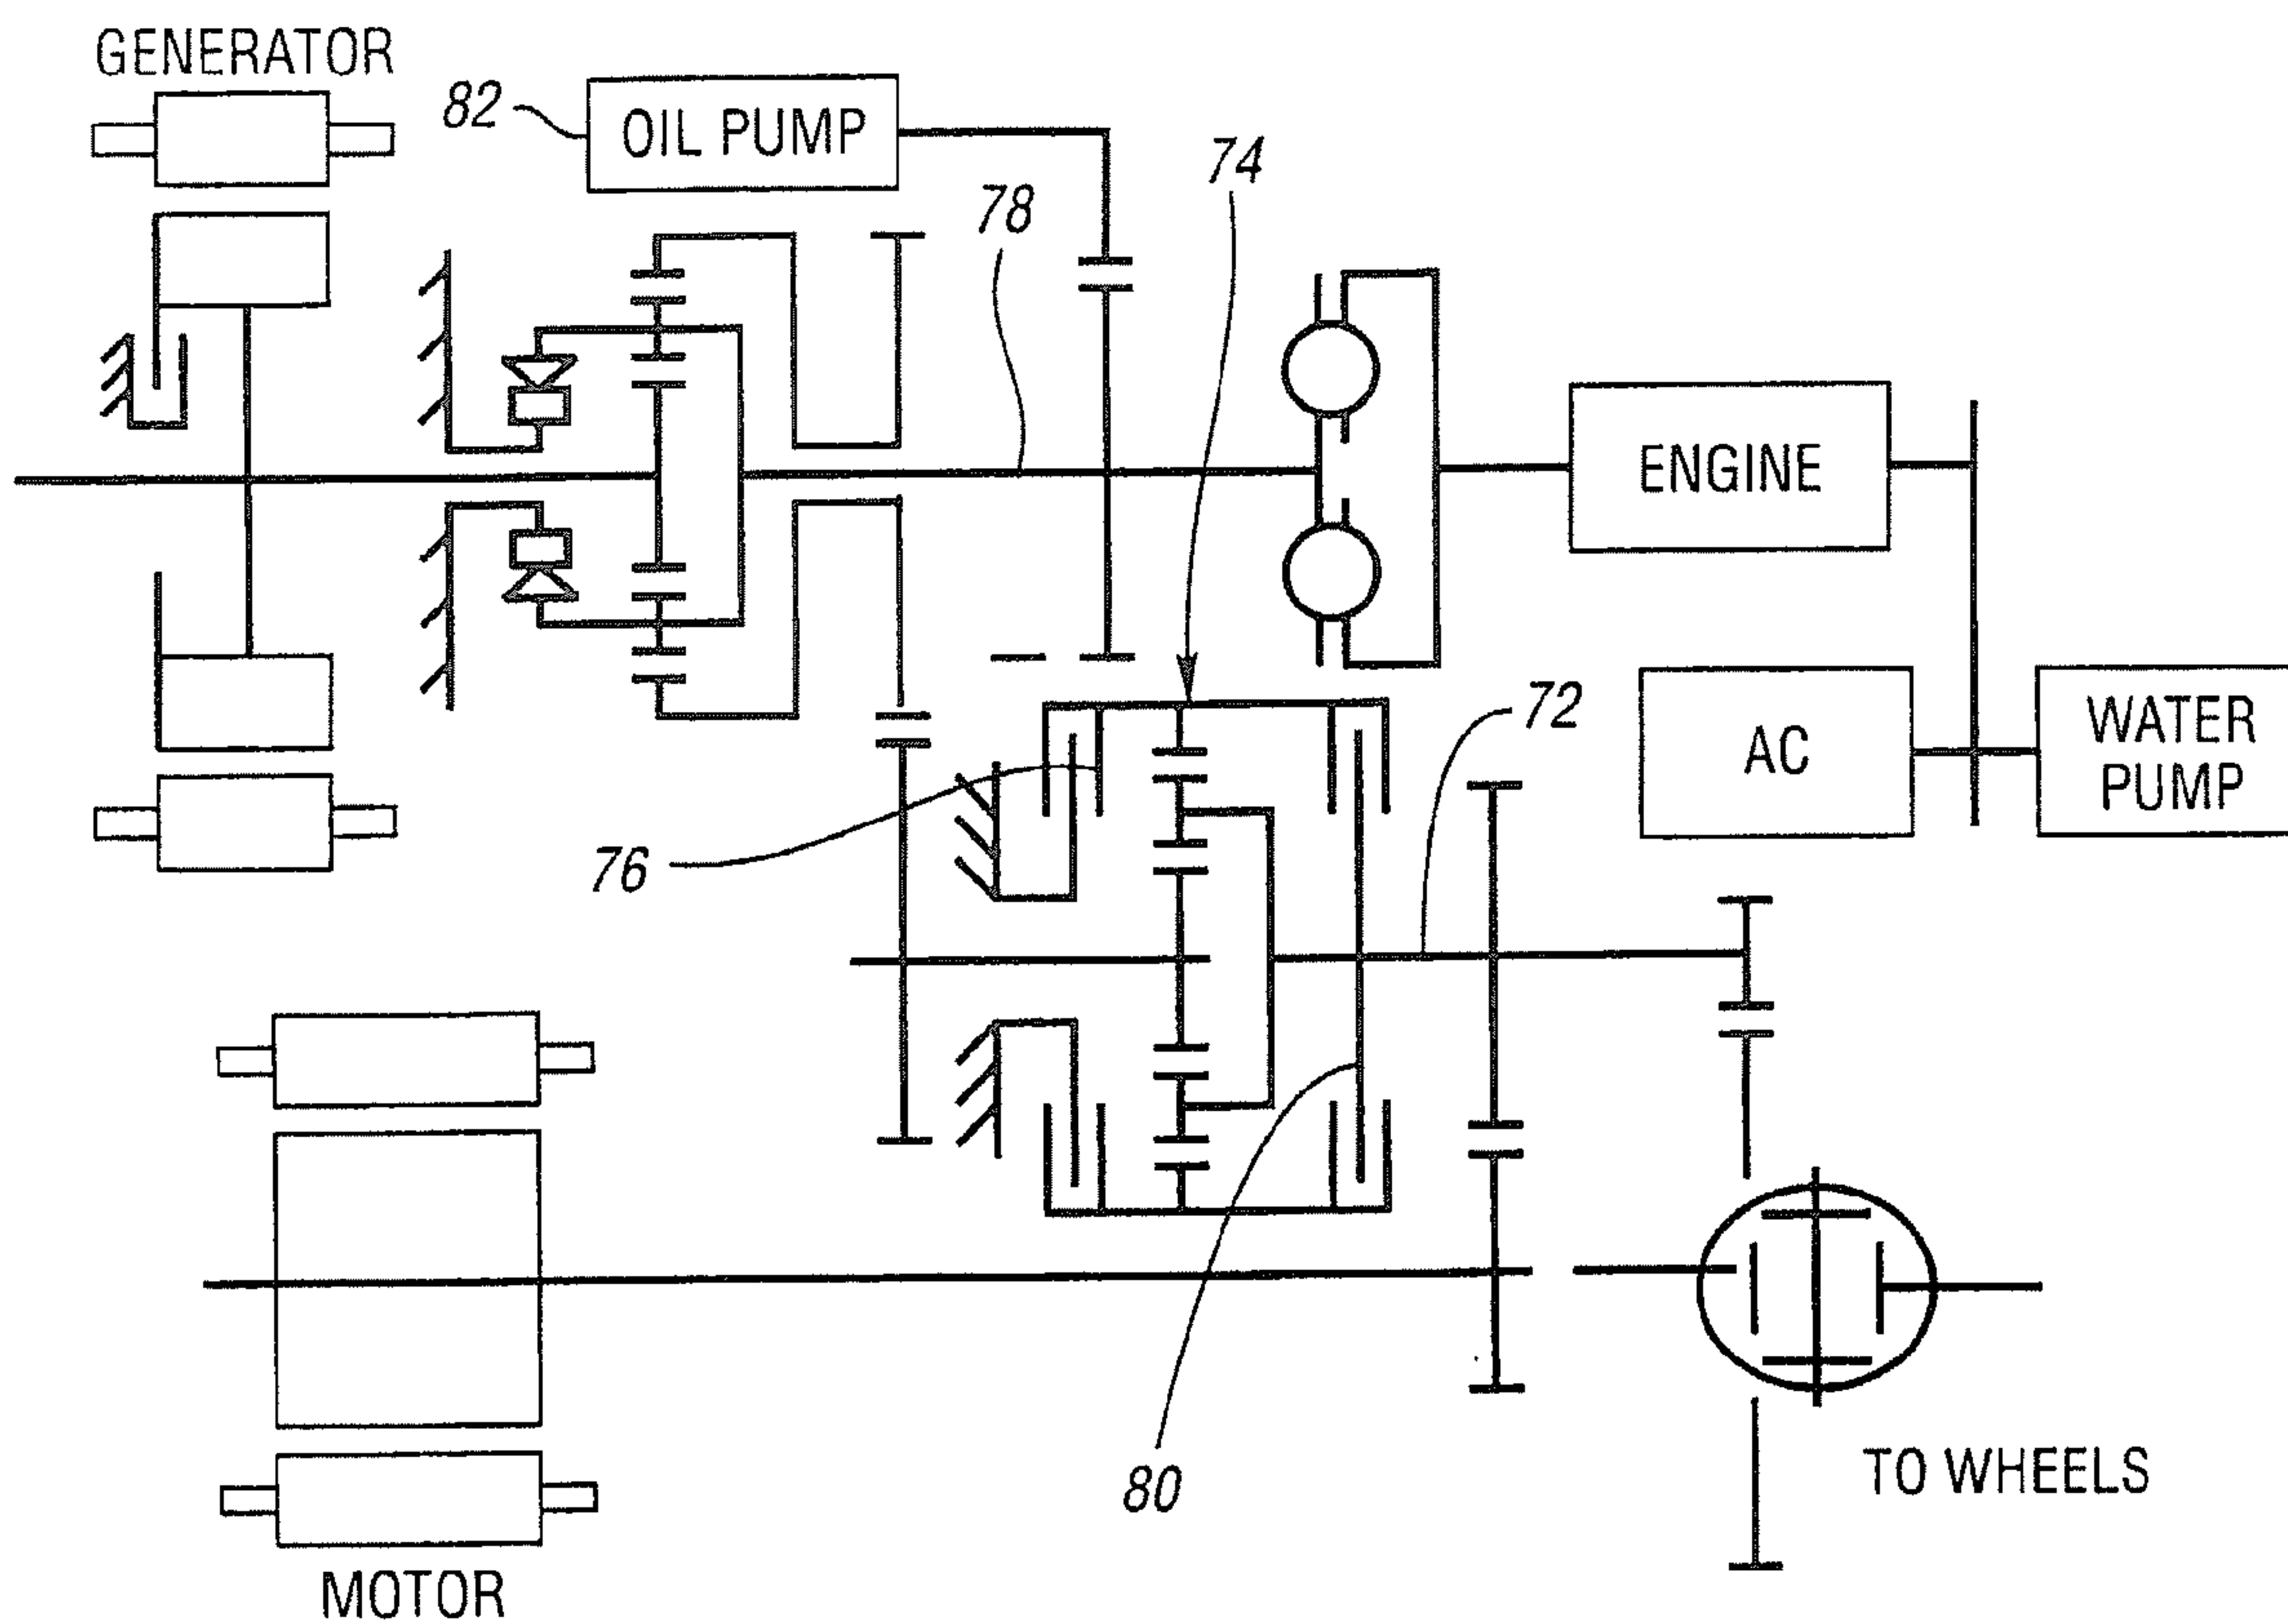 GENERATOR
82
OIL PUMP
74
78
ENGINE
72
AC
WATER
PUMP
76
80
TO WHEELS
MOTOR